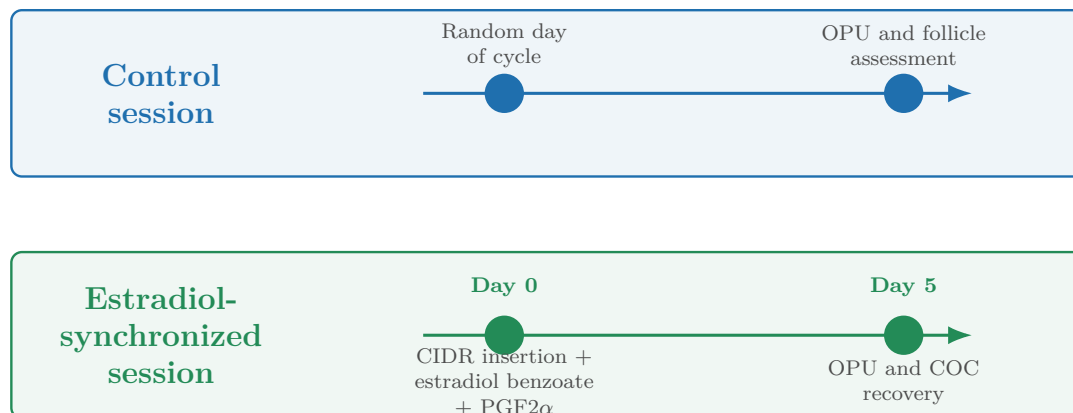 Control
session
Random day
of cycle
OPU and follicle
assessment
Estradiol-
synchronized
session
Day 0
CIDR insertion +
estradiol benzoate
+ PGF2α
Day 5
OPU and COC
recovery